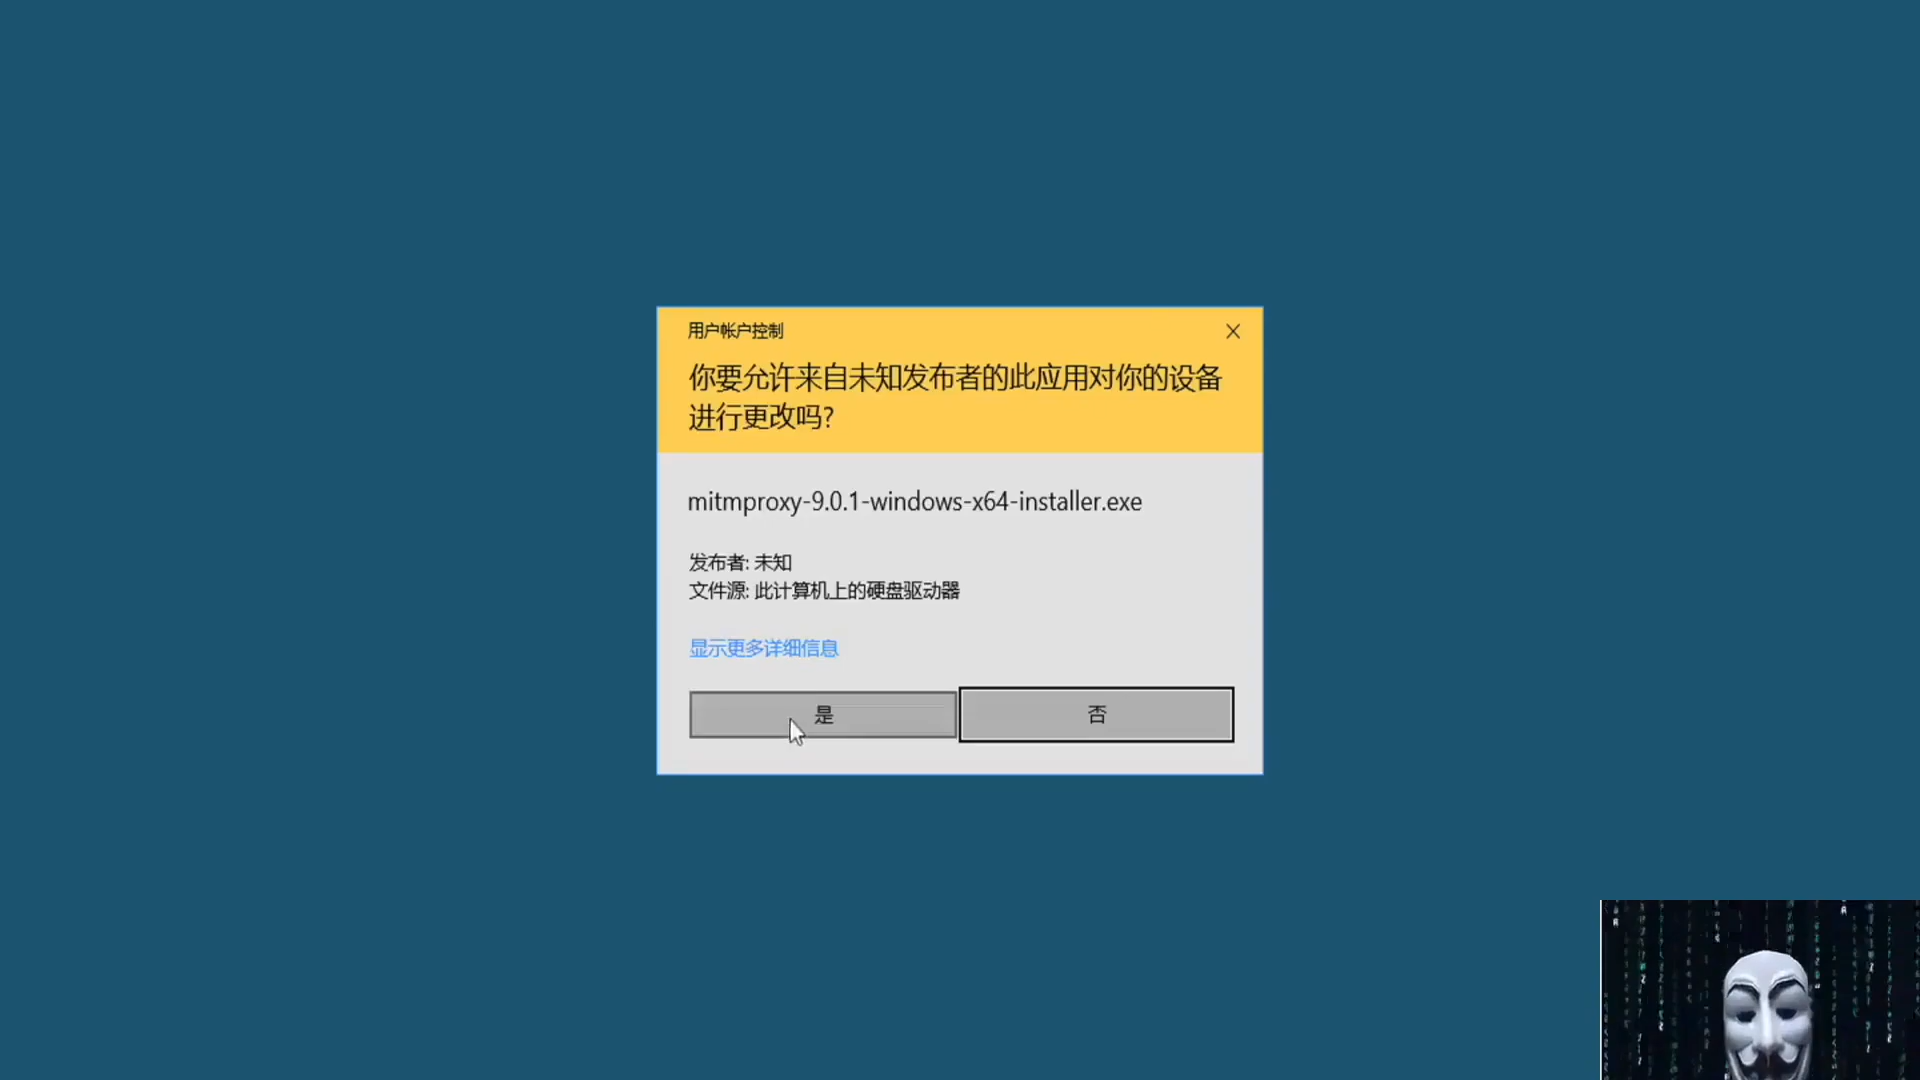 用户帐户控制
你要允许来自未知发布者的此应用对你的设备
进行更改吗?
mitmproxy-9.0.1-windows-x64-installer.exe
发布者: 未知
文件源: 此计算机上的硬盘驱动器
显示更多详细信息
是
否